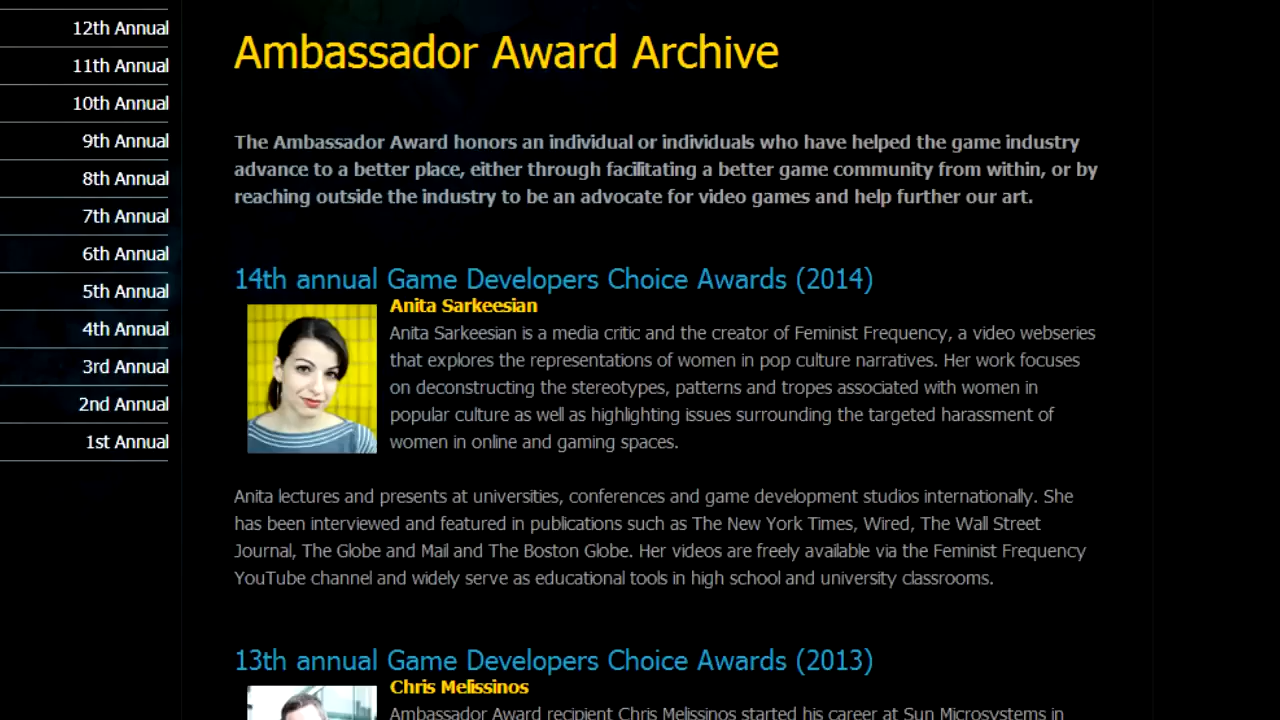 12th Annual
11th Annual
10th Annual
9th Annual
8th Annual
7th Annual
6th Annual
5th Annual
4th Annual
3rd Annual
2nd Annual
1st Annual
Ambassador Award Archive
The Ambassador Award honors an individual or individuals who have helped the game industry
advance to a better place, either through facilitating a better game community from within, or by
reaching outside the industry to be an advocate for video games and help further our art.
14th annual Game Developers Choice Awards (2014)
Anita Sarkeesian
Anita Sarkeesian is a media critic and the creator of Feminist Frequency, a video webseries
that explores the representations of women in pop culture narratives. Her work focuses
on deconstructing the stereotypes, patterns and tropes associated with women in
popular culture as well as highlighting issues surrounding the targeted harassment of
women in online and gaming spaces.
Anita lectures and presents at universities, conferences and game development studios internationally. She
has been interviewed and featured in publications such as The New York Times, Wired, The Wall Street
Journal, The Globe and Mail and The Boston Globe. Her videos are freely available via the Feminist Frequency
YouTube channel and widely serve as educational tools in high school and university classrooms.
13th annual Game Developers Choice Awards (2013)
Chris Melissinos
Ambassador Award recipient Chris Melissinos started his career at Sun Microsystems in